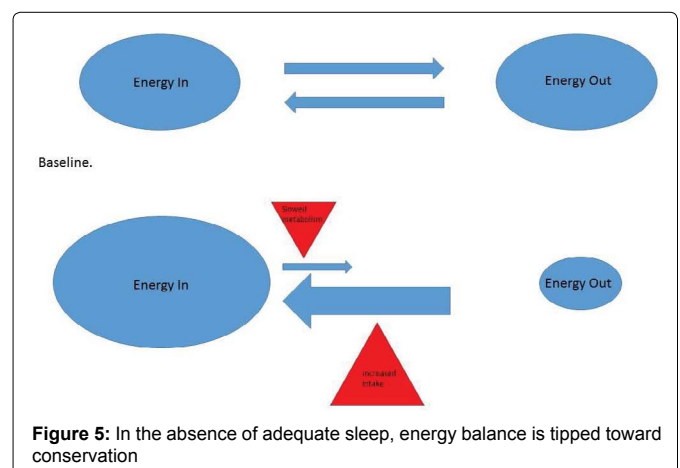 Energy In
Energy Out
Baseline.
Slowed
metabolism
Energy In
Energy Out
Increased
intake
Figure 5: In the absence of adequate sleep, energy balance is tipped toward
conservation